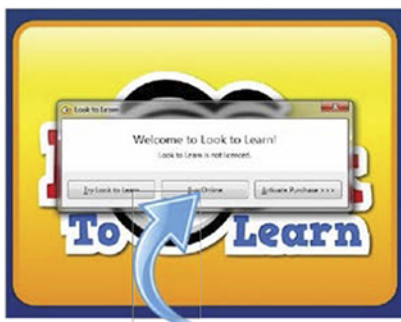 Look to Learn
Welcome to Look to Learn!
Look to Learn is not licensed.
Try Look to Learn
Online
Activate Purchase >>>
To Learn